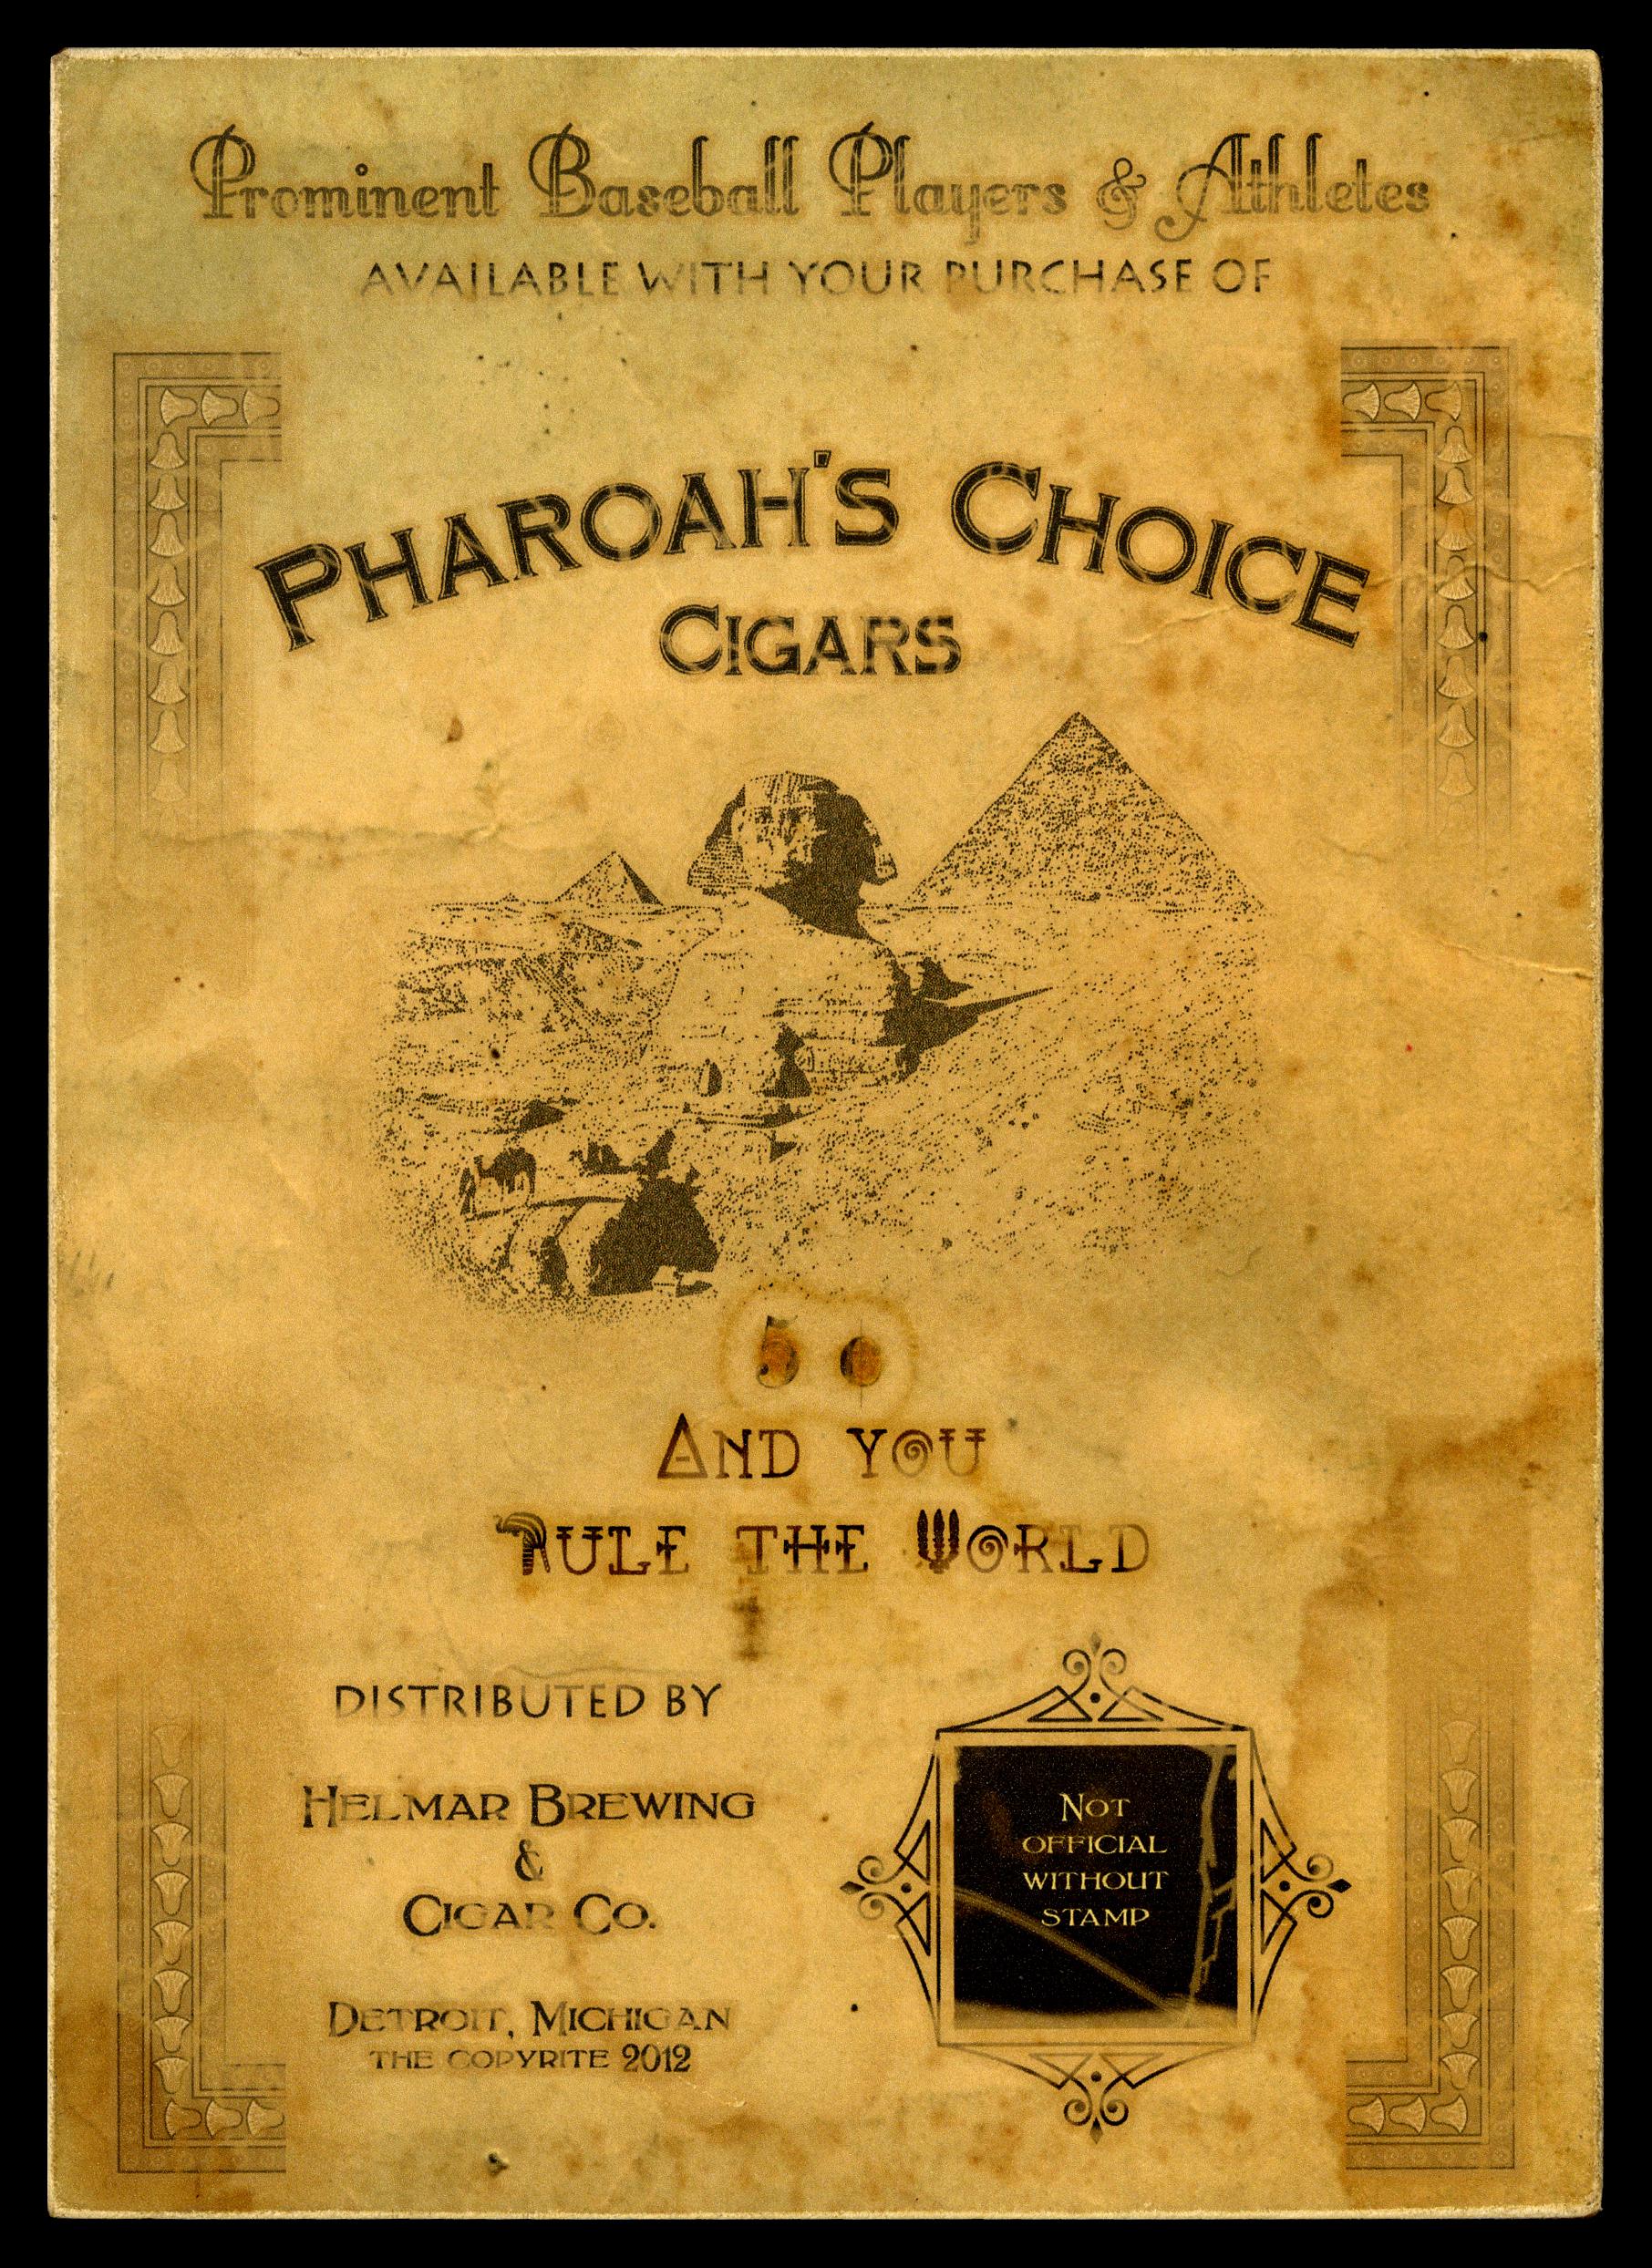 Prominent Baseball Players & Athletes
AVAILABLE WITH YOUR PURCHASE OF
PHAROAH'S CHOICE
CIGARS
5 ¢
AND YOU
RULE THE WORLD
DISTRIBUTED BY
HELMAR BREWING
&
CIGAR CO.
DETROIT, MICHIGAN
THE COPYRITE 2012
NOT
OFFICIAL
WITHOUT
STAMP